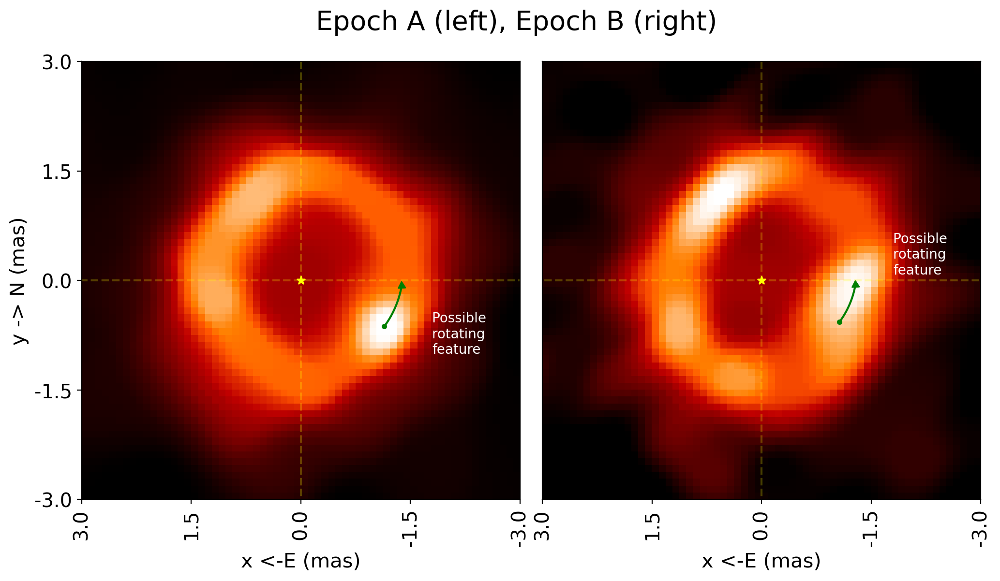 Epoch A (left), Epoch B (right)
3.0
1.5
0.0
-1.5
-3.0
y -> N (mas)
Possible
rotating
feature
3.0
1.5
0.0
-1.5
-3.0
x <-E (mas)
Possible
rotating
feature
3.0
1.5
0.0
-1.5
-3.0
x <-E (mas)